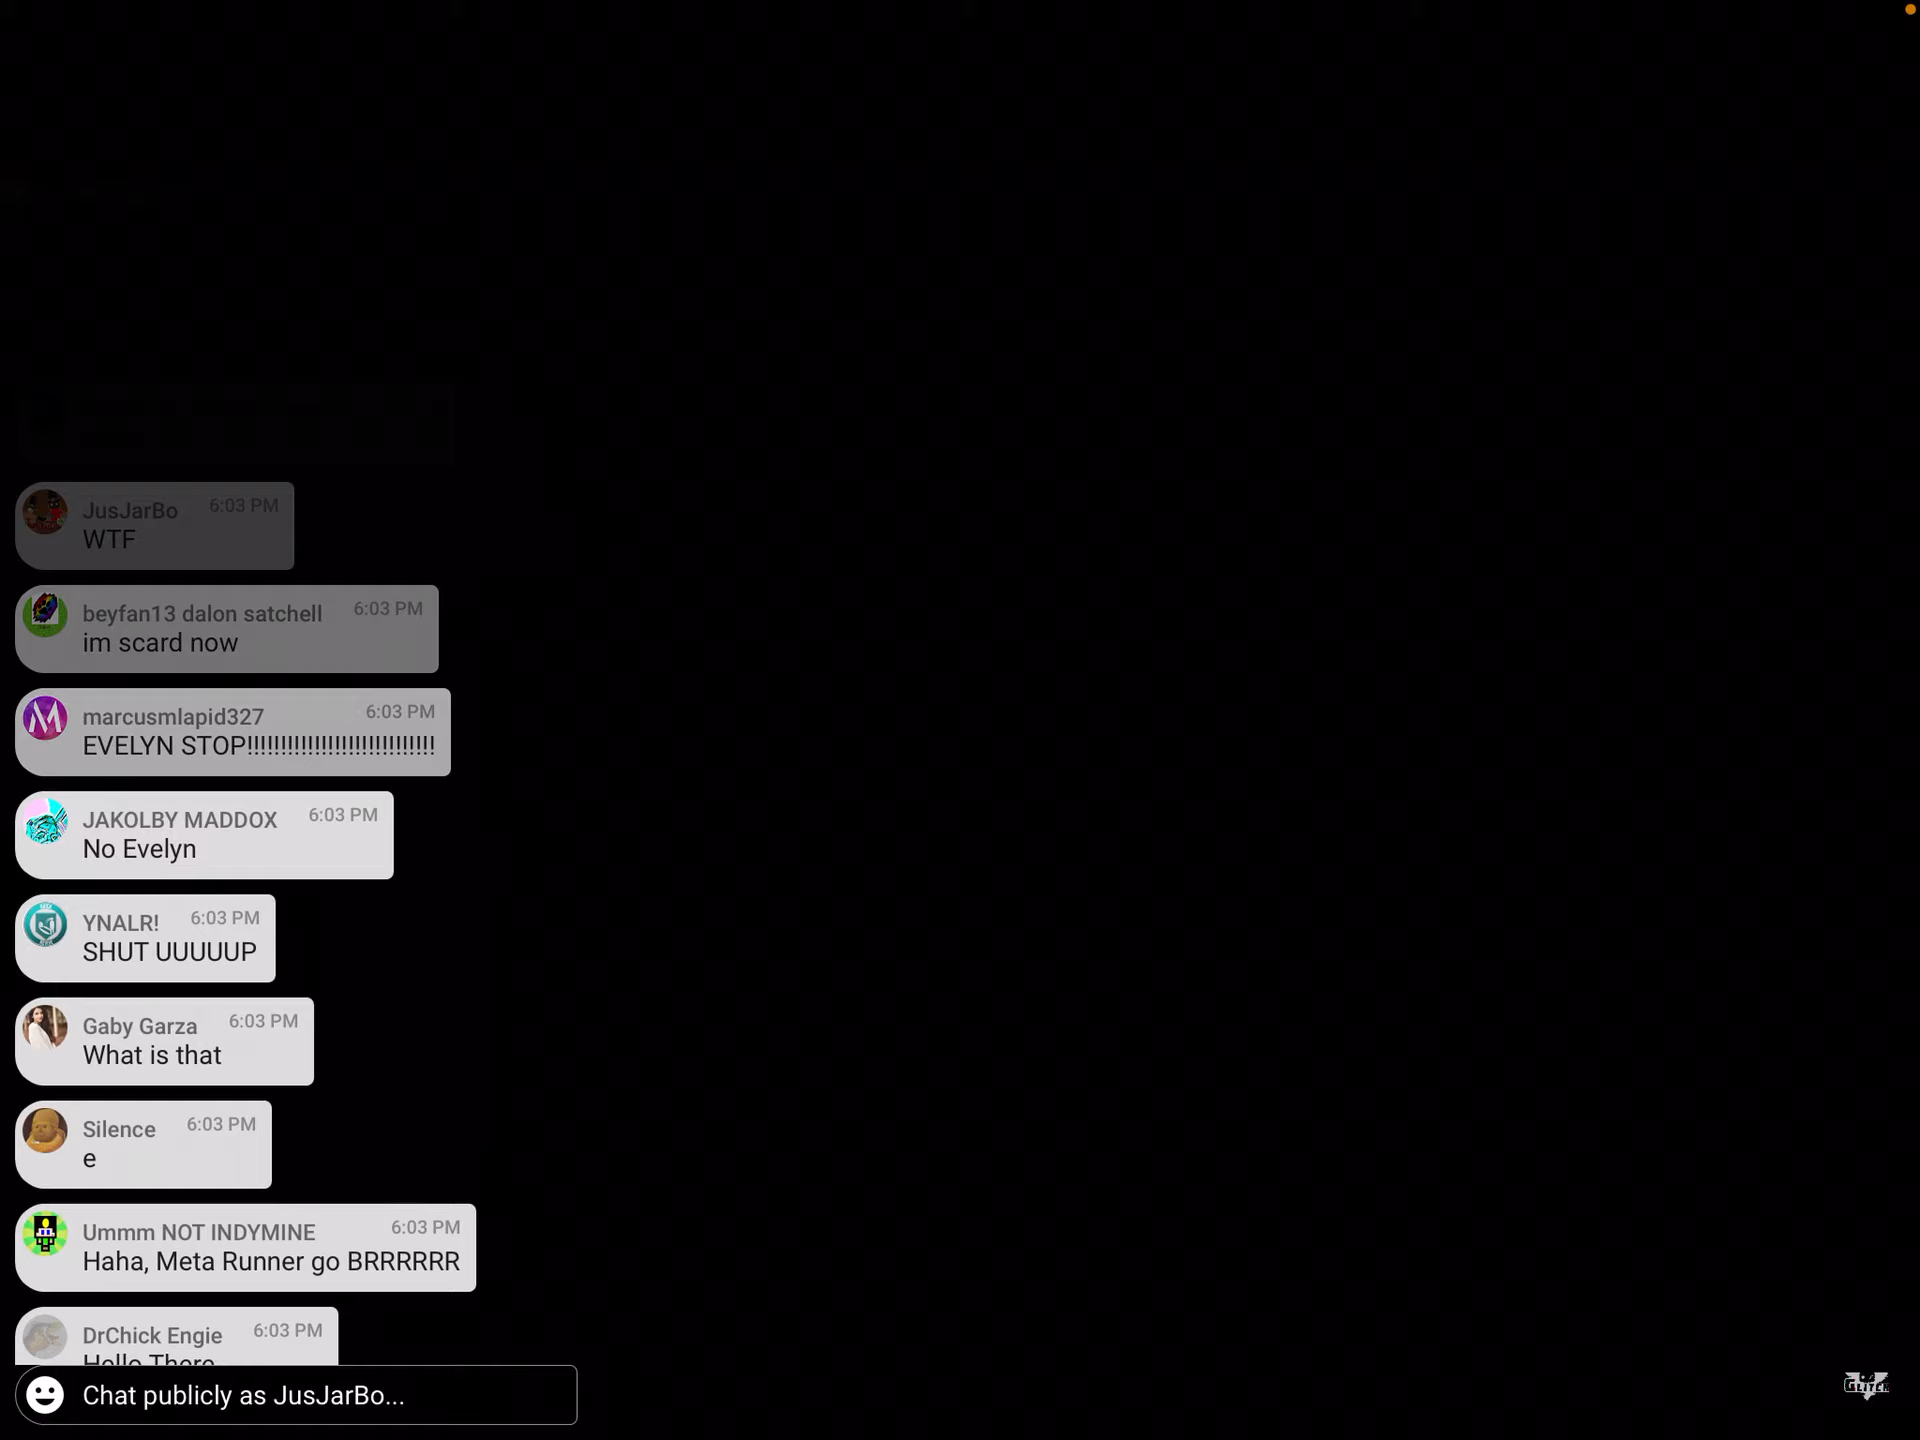 JusJarBo 6:03 PM
WTF
beyfan13 dalon satchell 6:03 PM
im scard now
marcusmlapid327 6:03 PM
EVELYN STOP!!!!!!!!!!!!!!!!!!!!!!!!!!!!
JAKOLBY MADDOX 6:03 PM
No Evelyn
YNALR! 6:03 PM
SHUT UUUUUP
Gaby Garza 6:03 PM
What is that
Silence 6:03 PM
e
Ummm NOT INDYMINE 6:03 PM
Haha, Meta Runner go BRRRRRR
DrChick Engie 6:03 PM
Hello There
Chat publicly as JusJarBo...
GLITCH